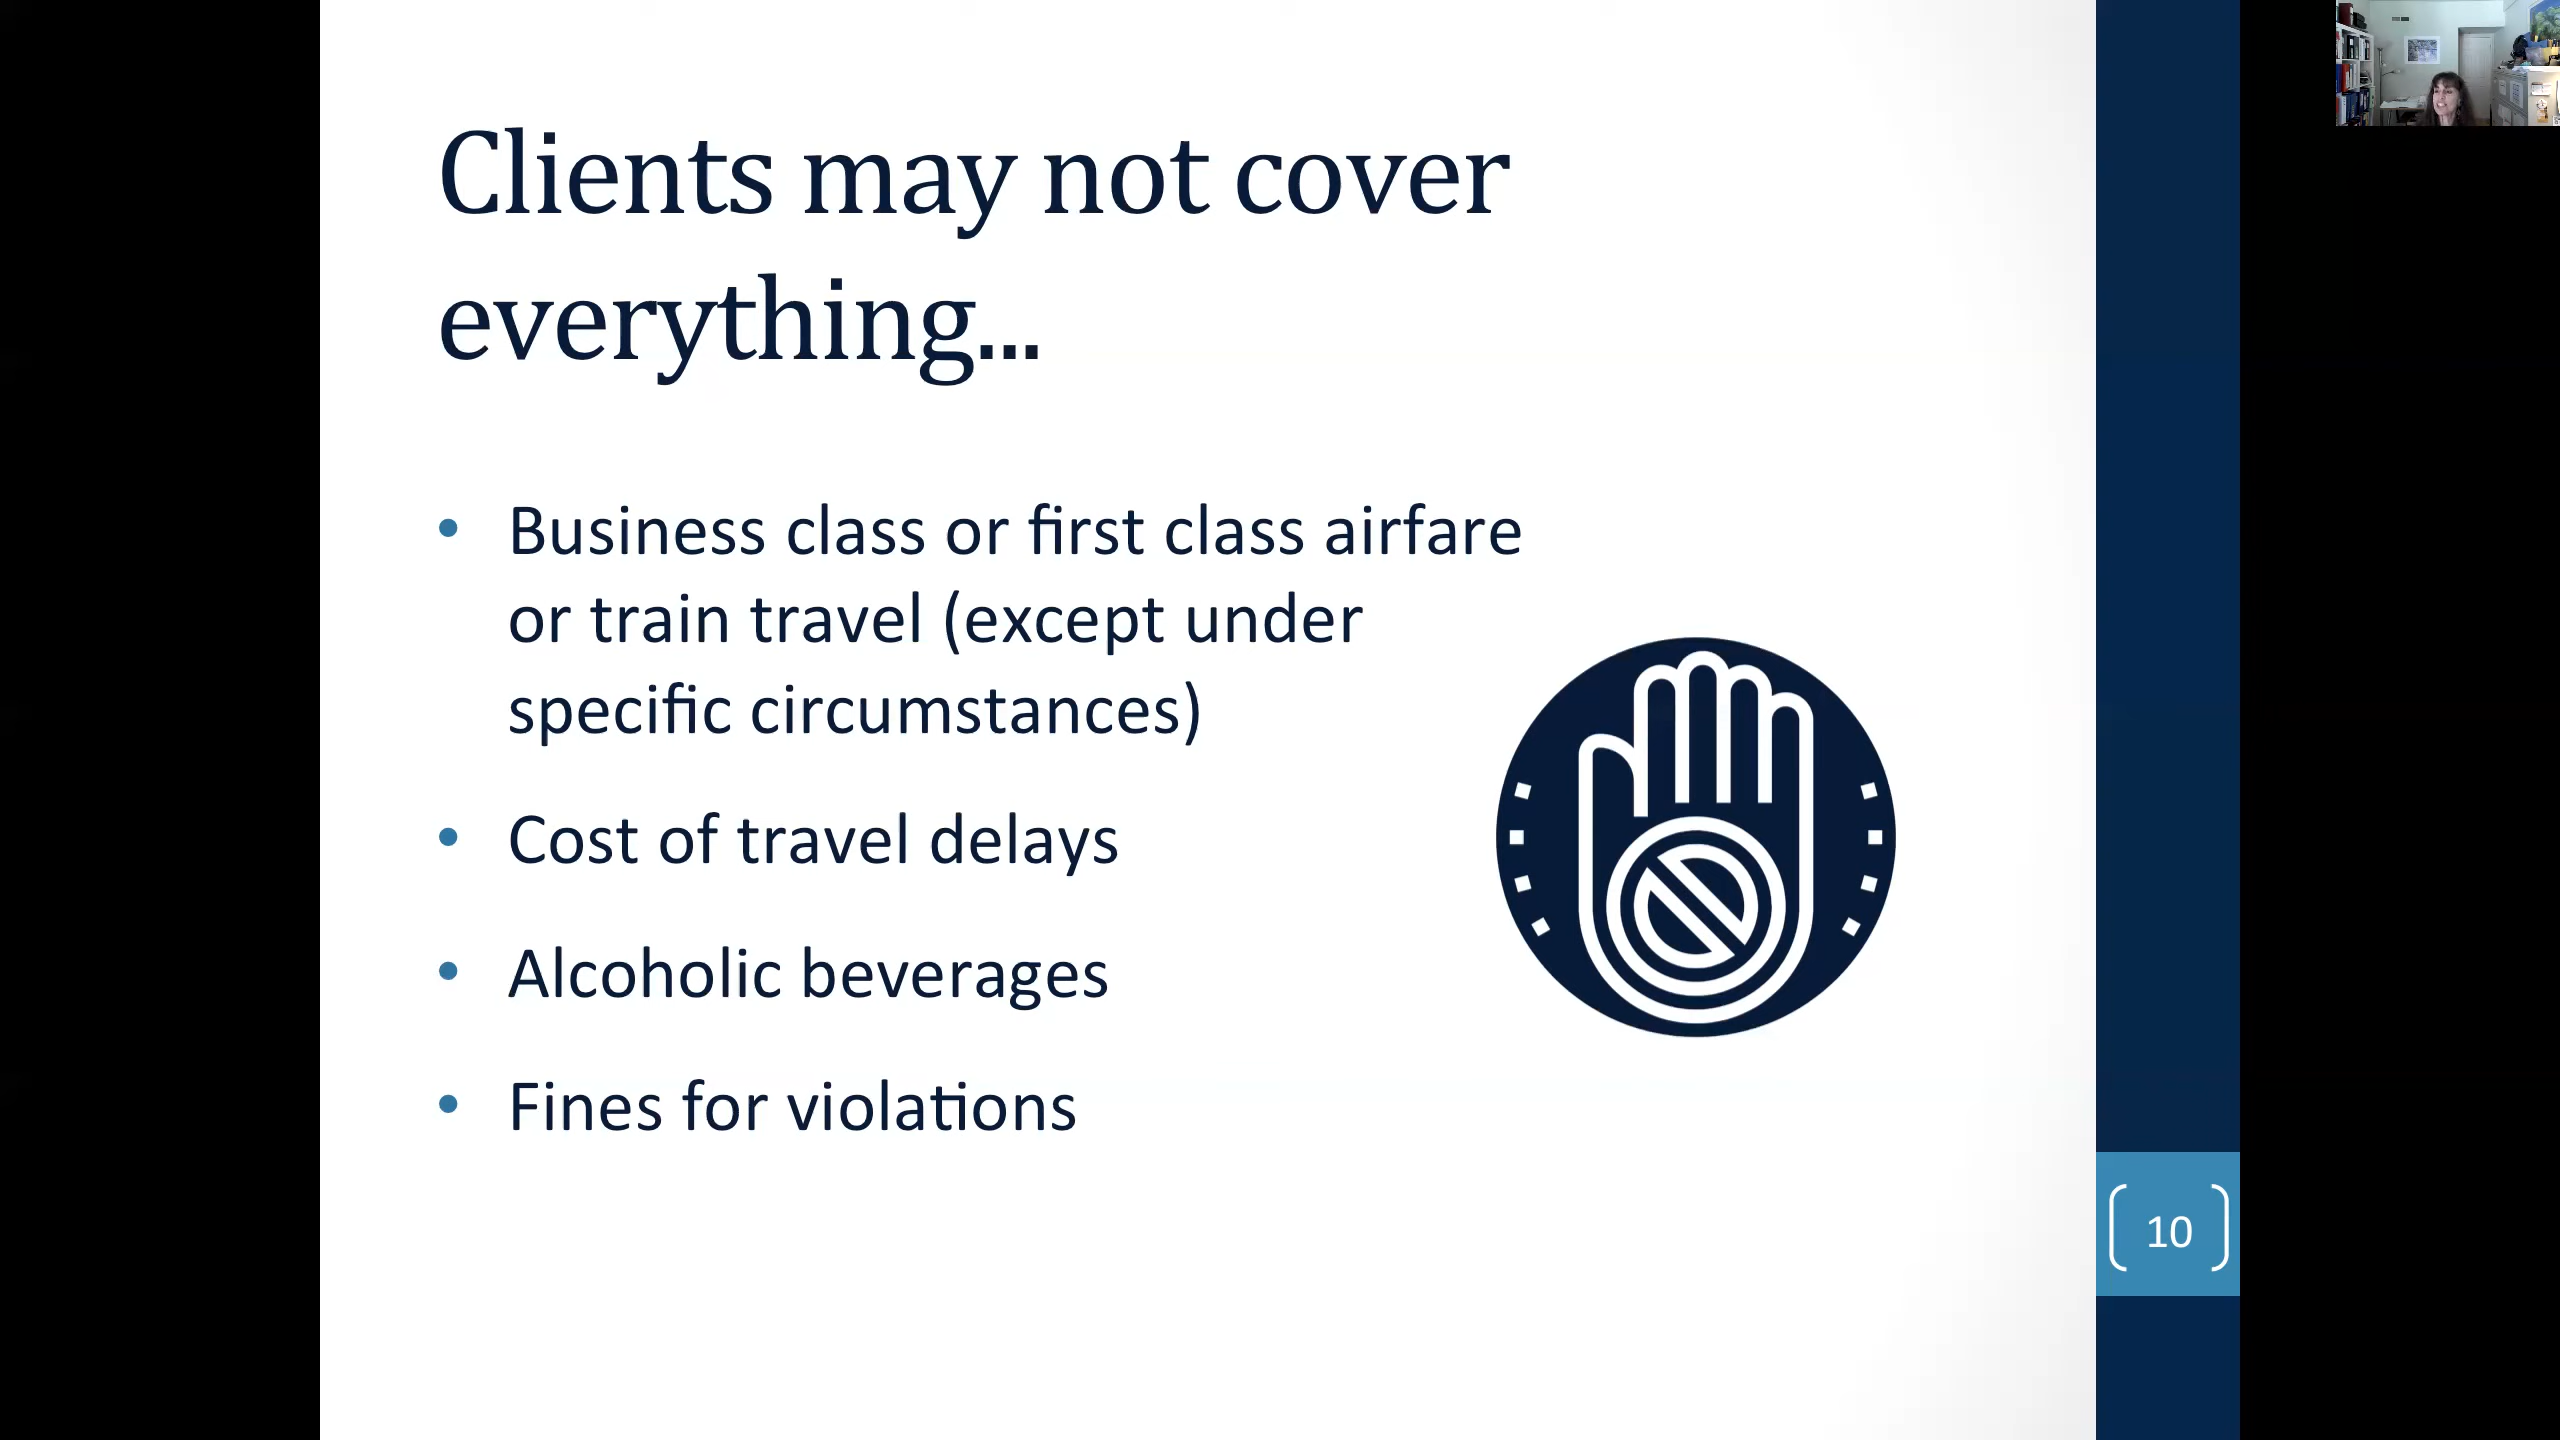 Clients may not cover
everything...
• Business class or first class airfare
or train travel (except under
specific circumstances)
• Cost of travel delays
• Alcoholic beverages
• Fines for violations
10